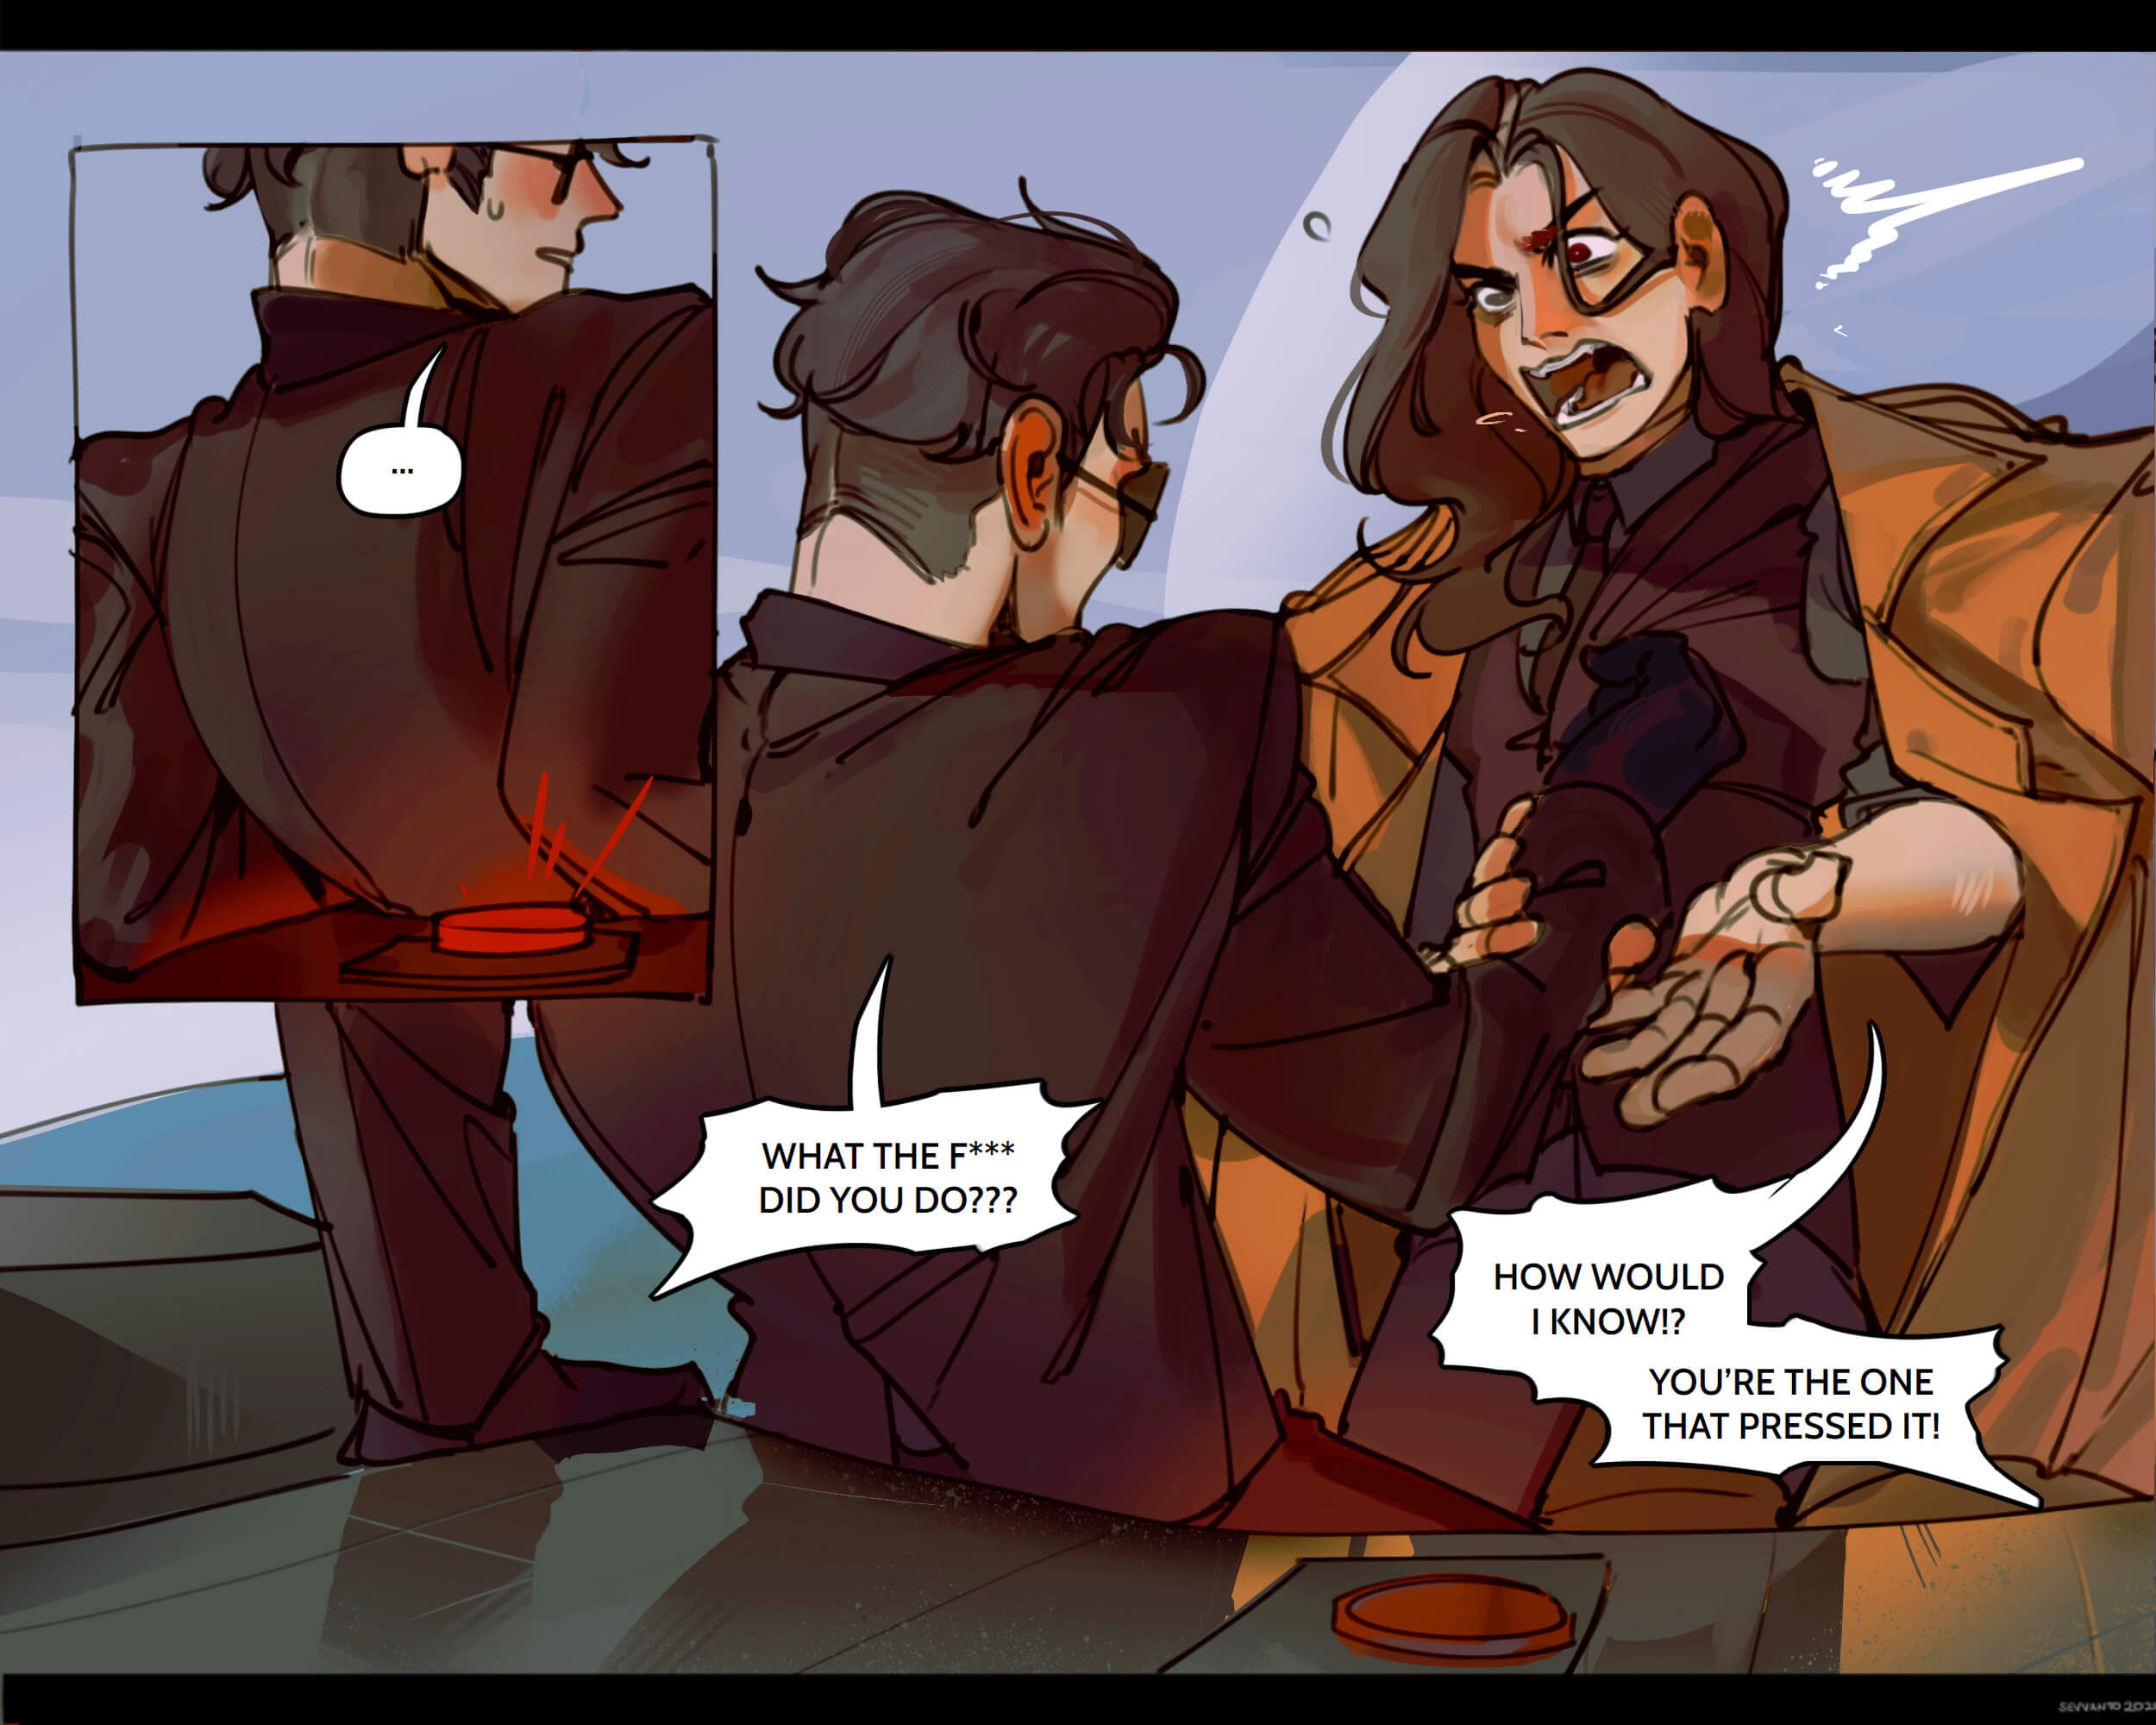 ...
WHAT THE F***
DID YOU DO???
HOW WOULD
I KNOW!?
YOU'RE THE ONE
THAT PRESSED IT!